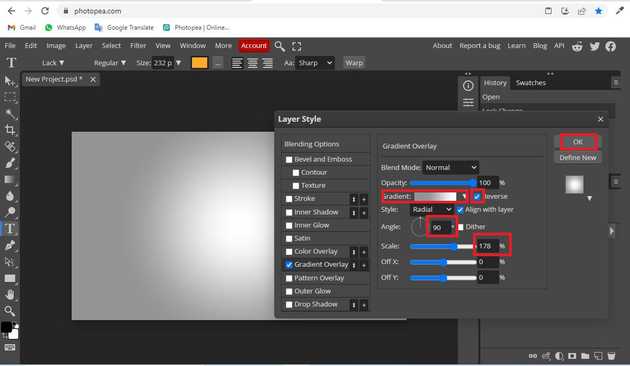 photopea.com
Gmail WhatsApp Google Translate Photopea | Online...
File Edit Image Layer Select Filter View Window More Account About Report a bug Learn Blog API
T Lack Regular Size: 232 p ... Aa: Sharp Warp
New Project.psd *
History Swatches
Open
Layer Style
Blending Options
Bevel and Emboss
Contour
Texture
Stroke
Inner Shadow
Inner Glow
Satin
Color Overlay
Gradient Overlay
Pattern Overlay
Outer Glow
Drop Shadow
Gradient Overlay
Blend Mode: Normal
Opacity: 100 %
Gradient: Reverse
Style: Radial Align with layer
Angle: 90 Dither
Scale: 178 %
Off X: 0 %
Off Y: 0 %
OK
Define New